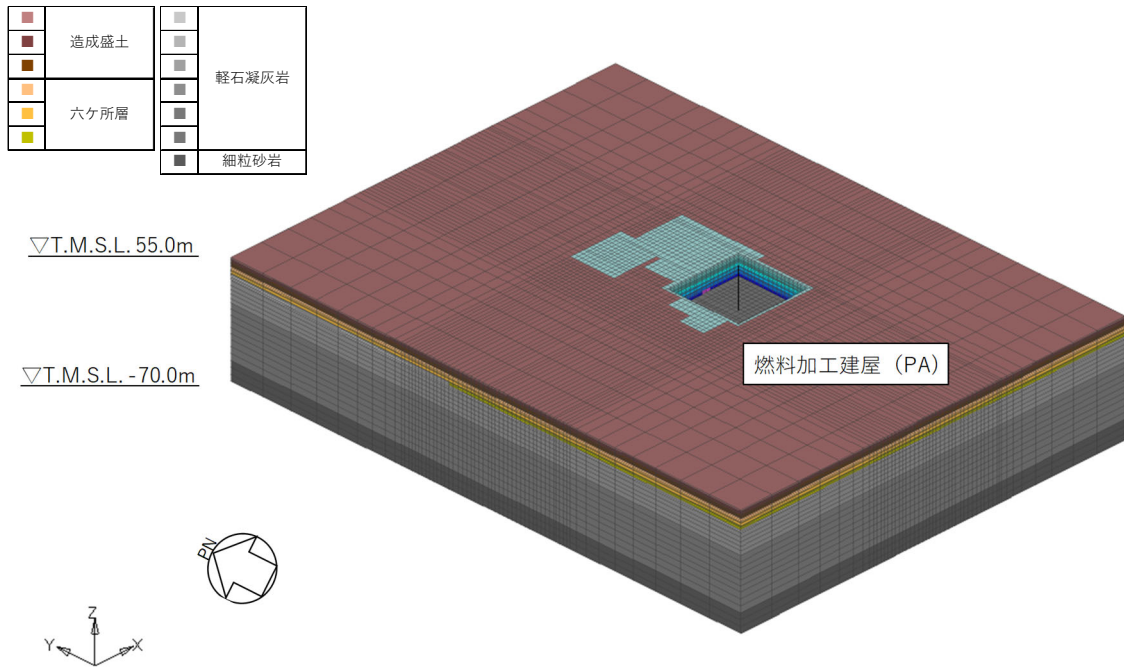 造成盛土
六ケ所層
軽石凝灰岩
細粒砂岩
▽T.M.S.L. 55.0m
▽T.M.S.L. -70.0m
燃料加工建屋（PA）
PN
Z
Y
X